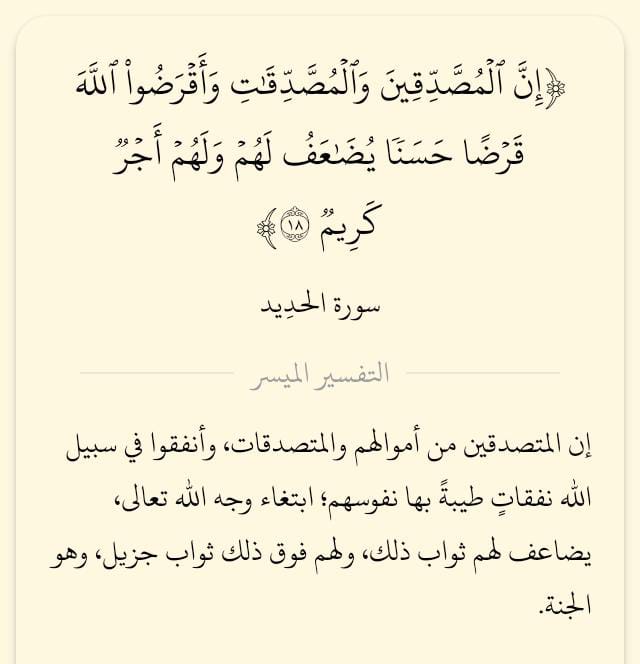 ﴿إِنَّ ٱلْمُصَّدِّقِينَ وَٱلْمُصَّدِّقَـٰتِ وَأَقْرَضُوا۟ ٱللَّهَ
قَرْضًا حَسَنًۭا يُضَـٰعَفُ لَهُمْ وَلَهُمْ أَجْرٌۭ
كَرِيمٌۭ ١٨﴾
سورة الحديد
التفسير الميسر
إن المتصدقين من أموالهم والمتصدقات، وأنفقوا في سبيل
الله نفقاتٍ طيبةً بها نفوسهم؛ ابتغاء وجه الله تعالى،
يضاعف لهم ثواب ذلك، ولهم فوق ذلك ثواب جزيل، وهو
الجنة.